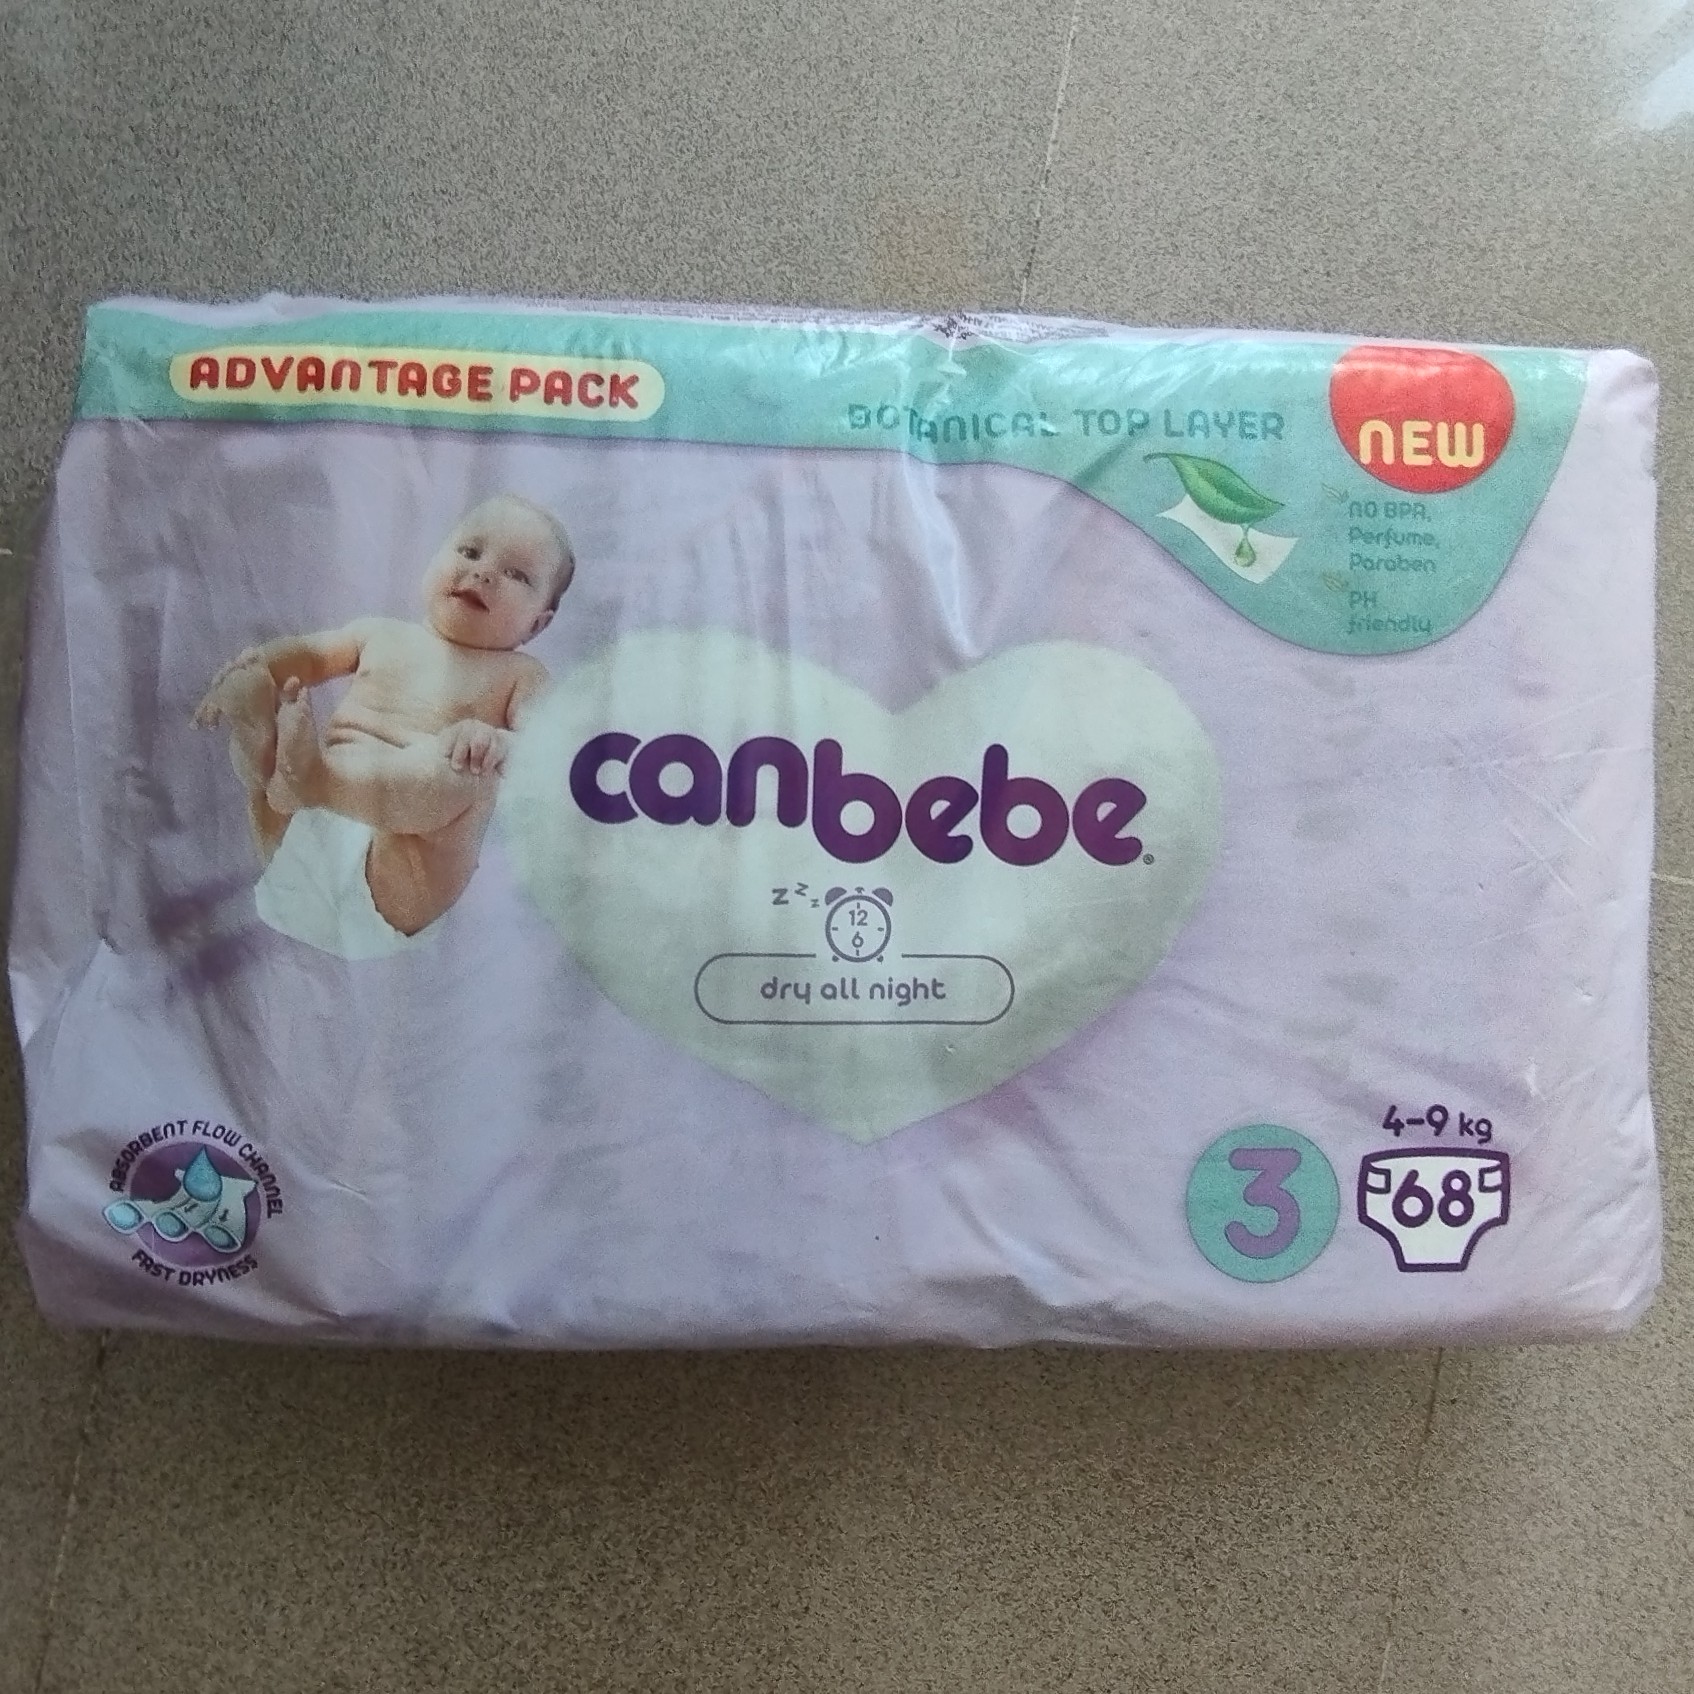 ADVANTAGE PACK
BOTANICAL TOP LAYER
NEW
NO BPA,
Perfume,
Paraben
PH
friendly
canbebe®
z z z
12
6
dry all night
ABSORBENT FLOW CHANNEL
FAST DRYNESS
4-9 kg
3
68